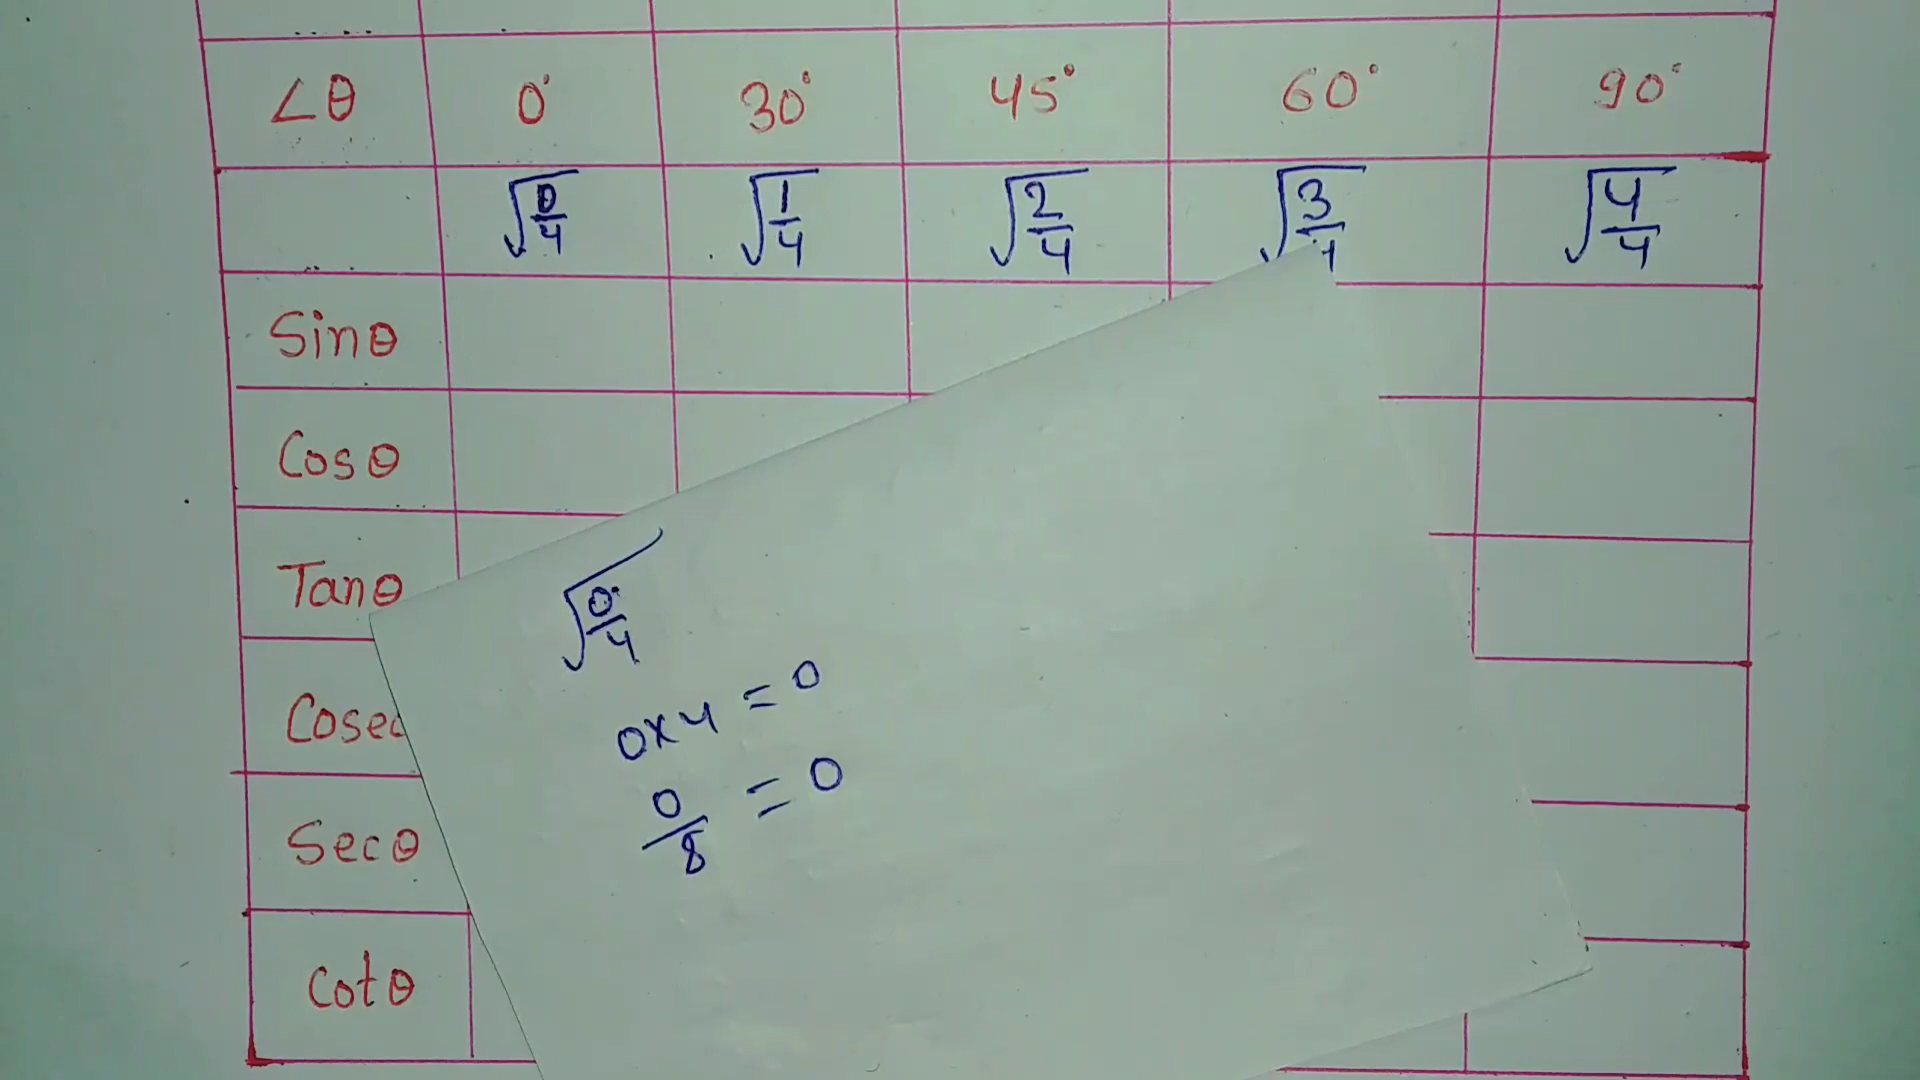 ∠θ 0° 30° 45° 60° 90°
√0/4 √1/4 √2/4 √3/4 √4/4
Sinθ
Cosθ
Tanθ
Cosec
Secθ
Cotθ
√0/4
0×4 = 0
0/8 = 0